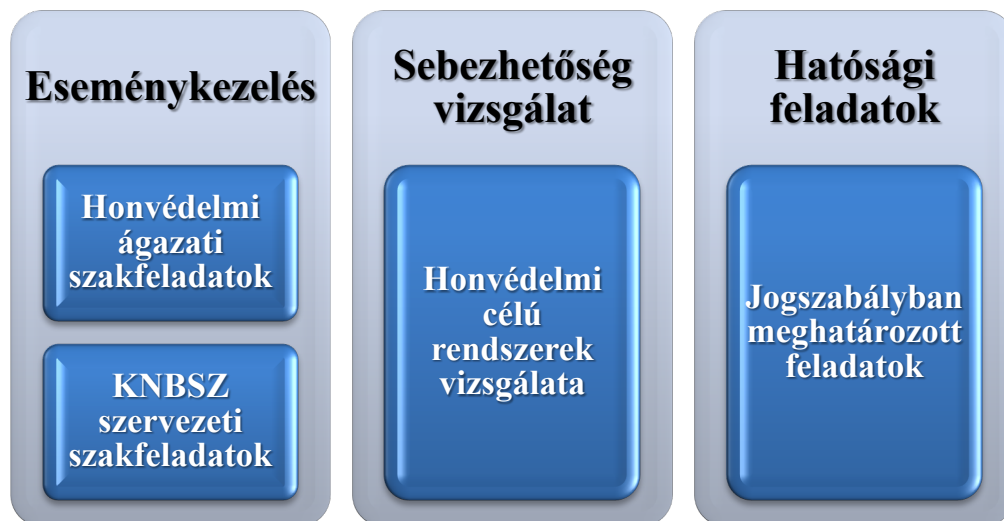 Eseménykezelés
Honvédelmi
ágazati
szakfeladatok
KNBSZ
szervezeti
szakfeladatok
Sebezhetőség
vizsgálat
Honvédelmi
célú
rendszerek
vizsgálata
Hatósági
feladatok
Jogszabályban
meghatározott
feladatok